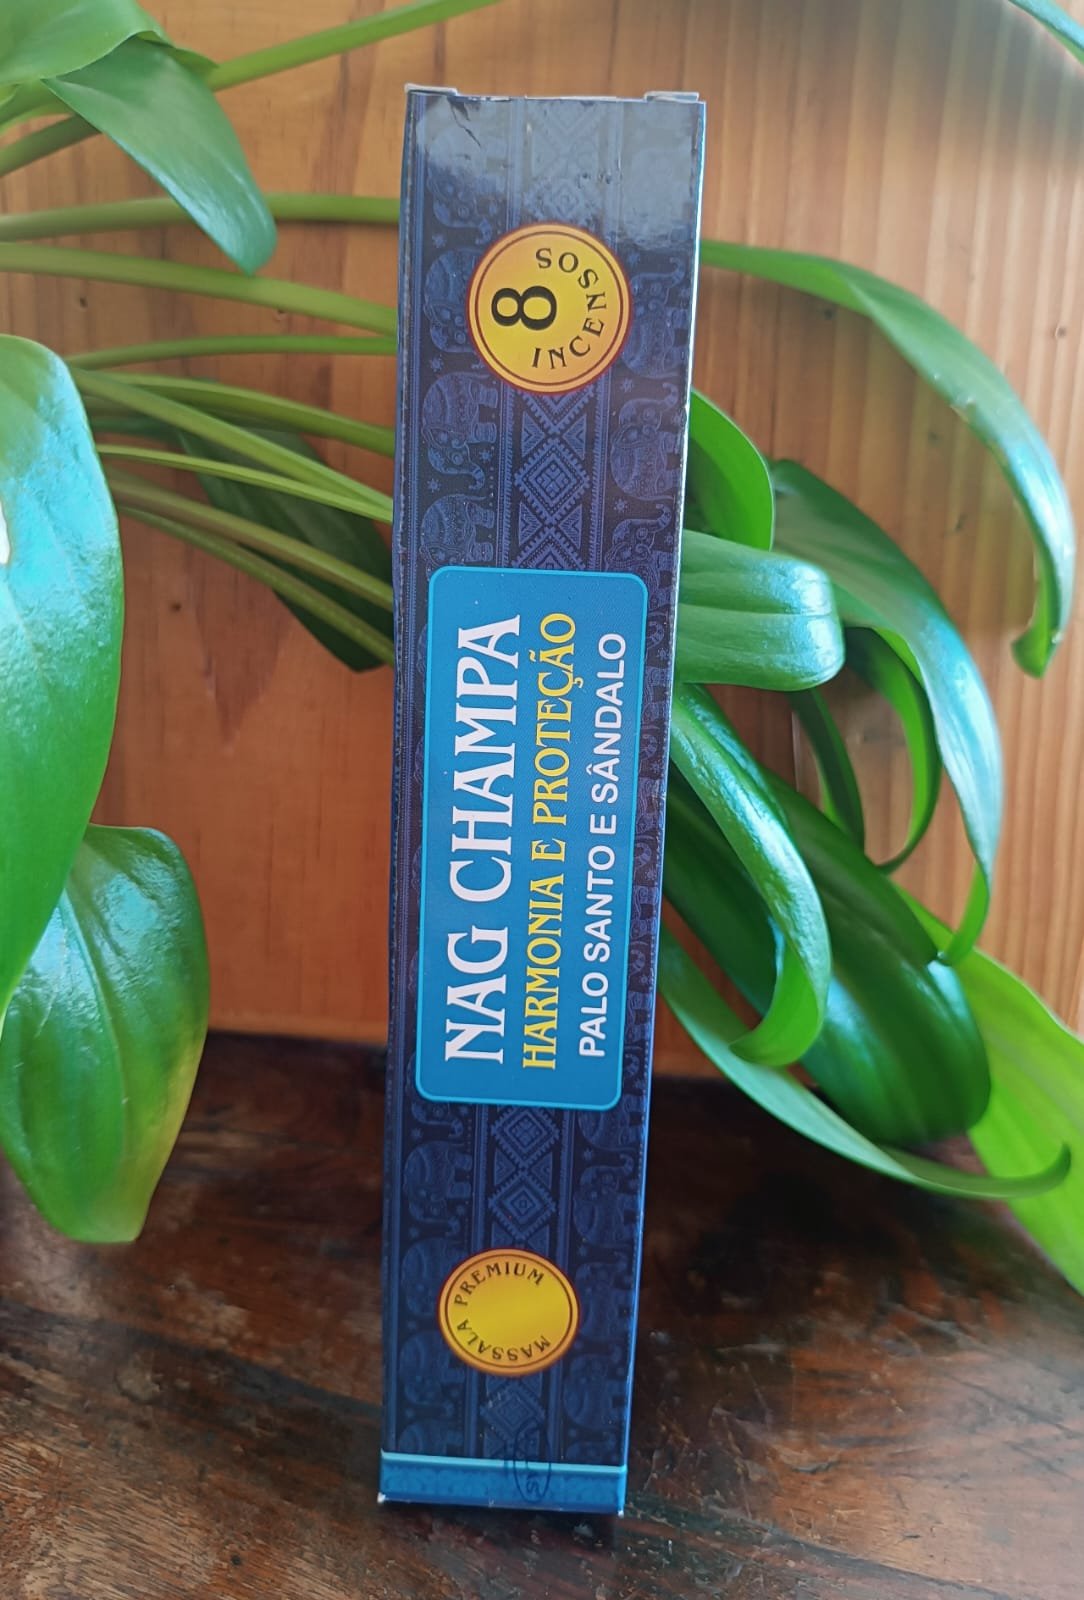 8
INCENSOS
NAG CHAMPA
HARMONIA E PROTEÇÃO
PALO SANTO E SÂNDALO
MASSALA PREMIUM